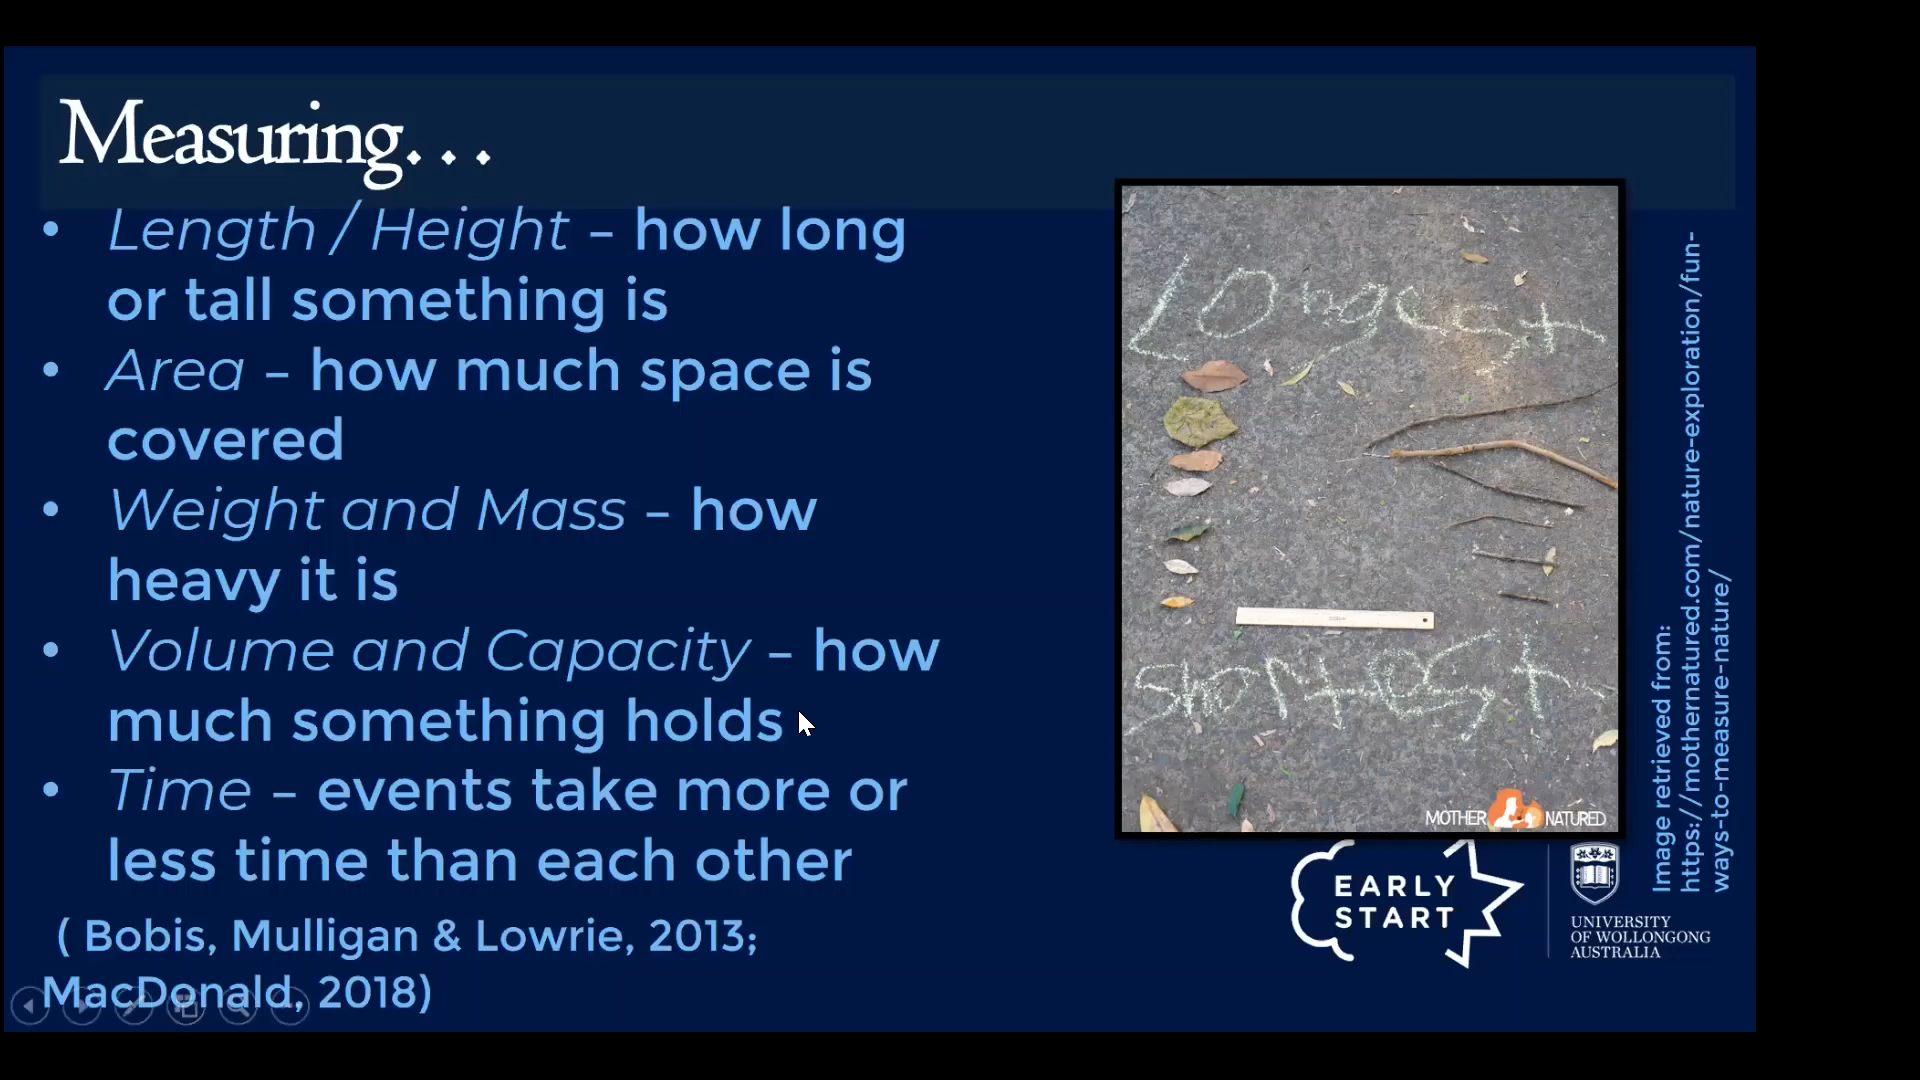 Measuring...
• Length / Height – how long
or tall something is
• Area – how much space is
covered
• Weight and Mass – how
heavy it is
• Volume and Capacity – how
much something holds
• Time – events take more or
less time than each other
( Bobis, Mulligan & Lowrie, 2013;
MacDonald, 2018)
Longest
shortest
MOTHER NATURED
Image retrieved from:
https://mothernatured.com/nature-exploration/fun-
ways-to-measure-nature/
EARLY
START
UNIVERSITY
OF WOLLONGONG
AUSTRALIA